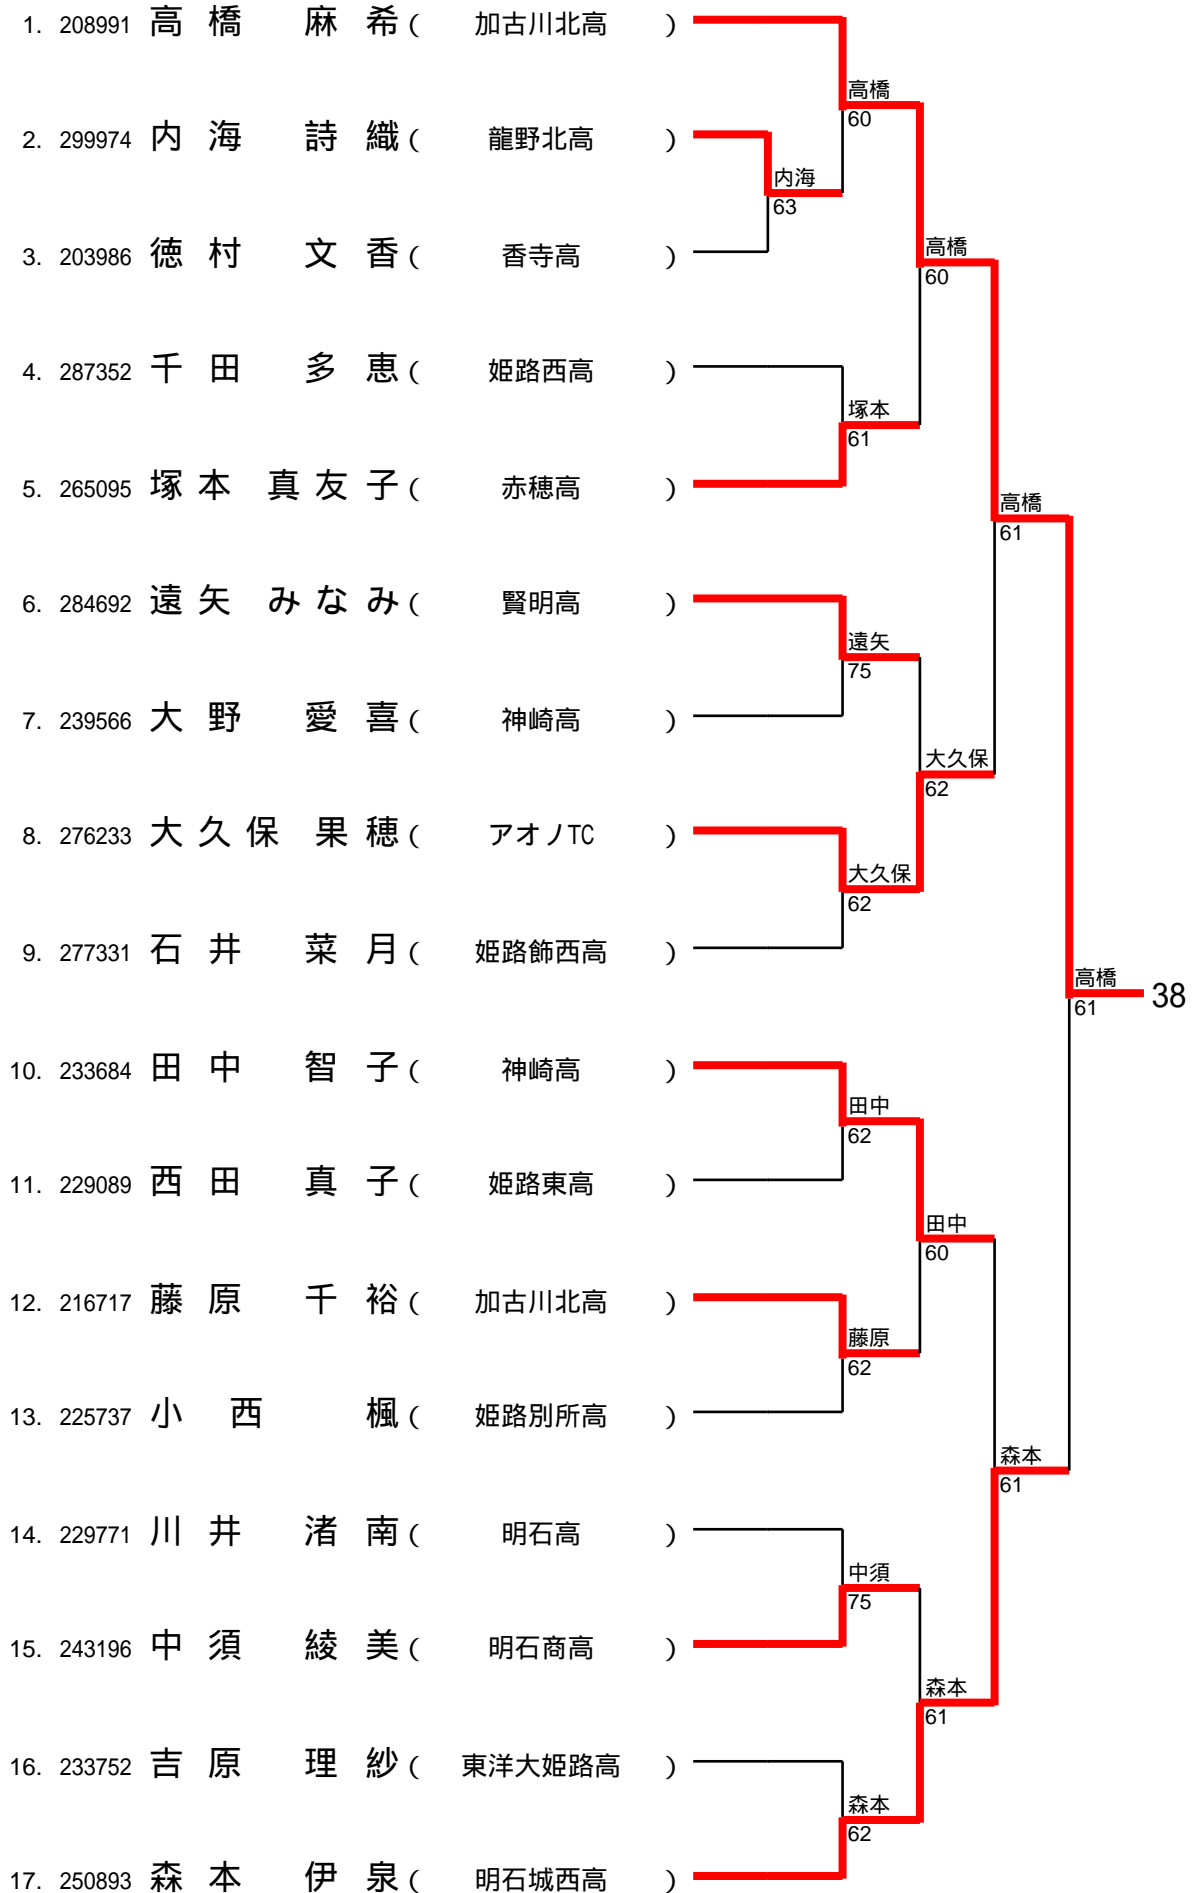 1. 208991 高橋 麻希 ( 加古川北高 )
高橋
60
2. 299974 内海 詩織 ( 龍野北高 )
内海
63
3. 203986 徳村 文香 ( 香寺高 )
高橋
60
4. 287352 千田 多恵 ( 姫路西高 )
塚本
61
5. 265095 塚本 真友子 ( 赤穂高 )
高橋
61
6. 284692 遠矢 みなみ ( 賢明高 )
遠矢
75
7. 239566 大野 愛喜 ( 神崎高 )
大久保
62
8. 276233 大久保 果穂 ( アオノTC )
大久保
62
9. 277331 石井 菜月 ( 姫路飾西高 )
高橋
61
38
10. 233684 田中 智子 ( 神崎高 )
田中
62
11. 229089 西田 真子 ( 姫路東高 )
田中
60
12. 216717 藤原 千裕 ( 加古川北高 )
藤原
62
13. 225737 小西 楓 ( 姫路別所高 )
森本
61
14. 229771 川井 渚南 ( 明石高 )
中須
75
15. 243196 中須 綾美 ( 明石商高 )
森本
61
16. 233752 吉原 理紗 ( 東洋大姫路高 )
森本
62
17. 250893 森本 伊泉 ( 明石城西高 )